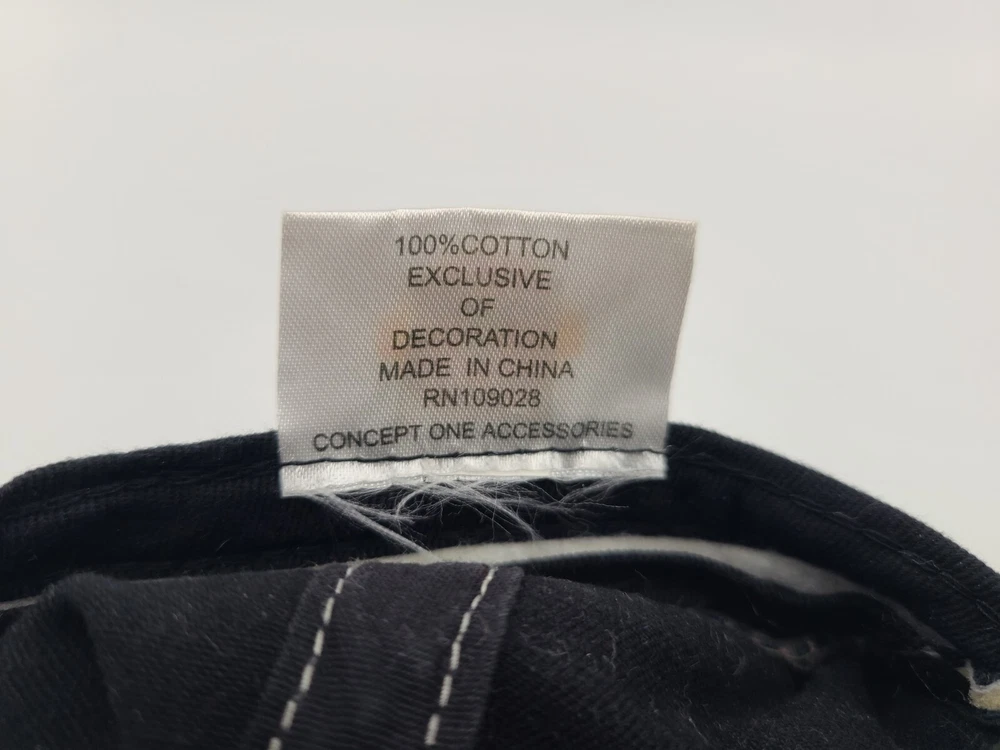 100%COTTON
EXCLUSIVE
OF
DECORATION
MADE IN CHINA
RN109028
CONCEPT ONE ACCESSORIES